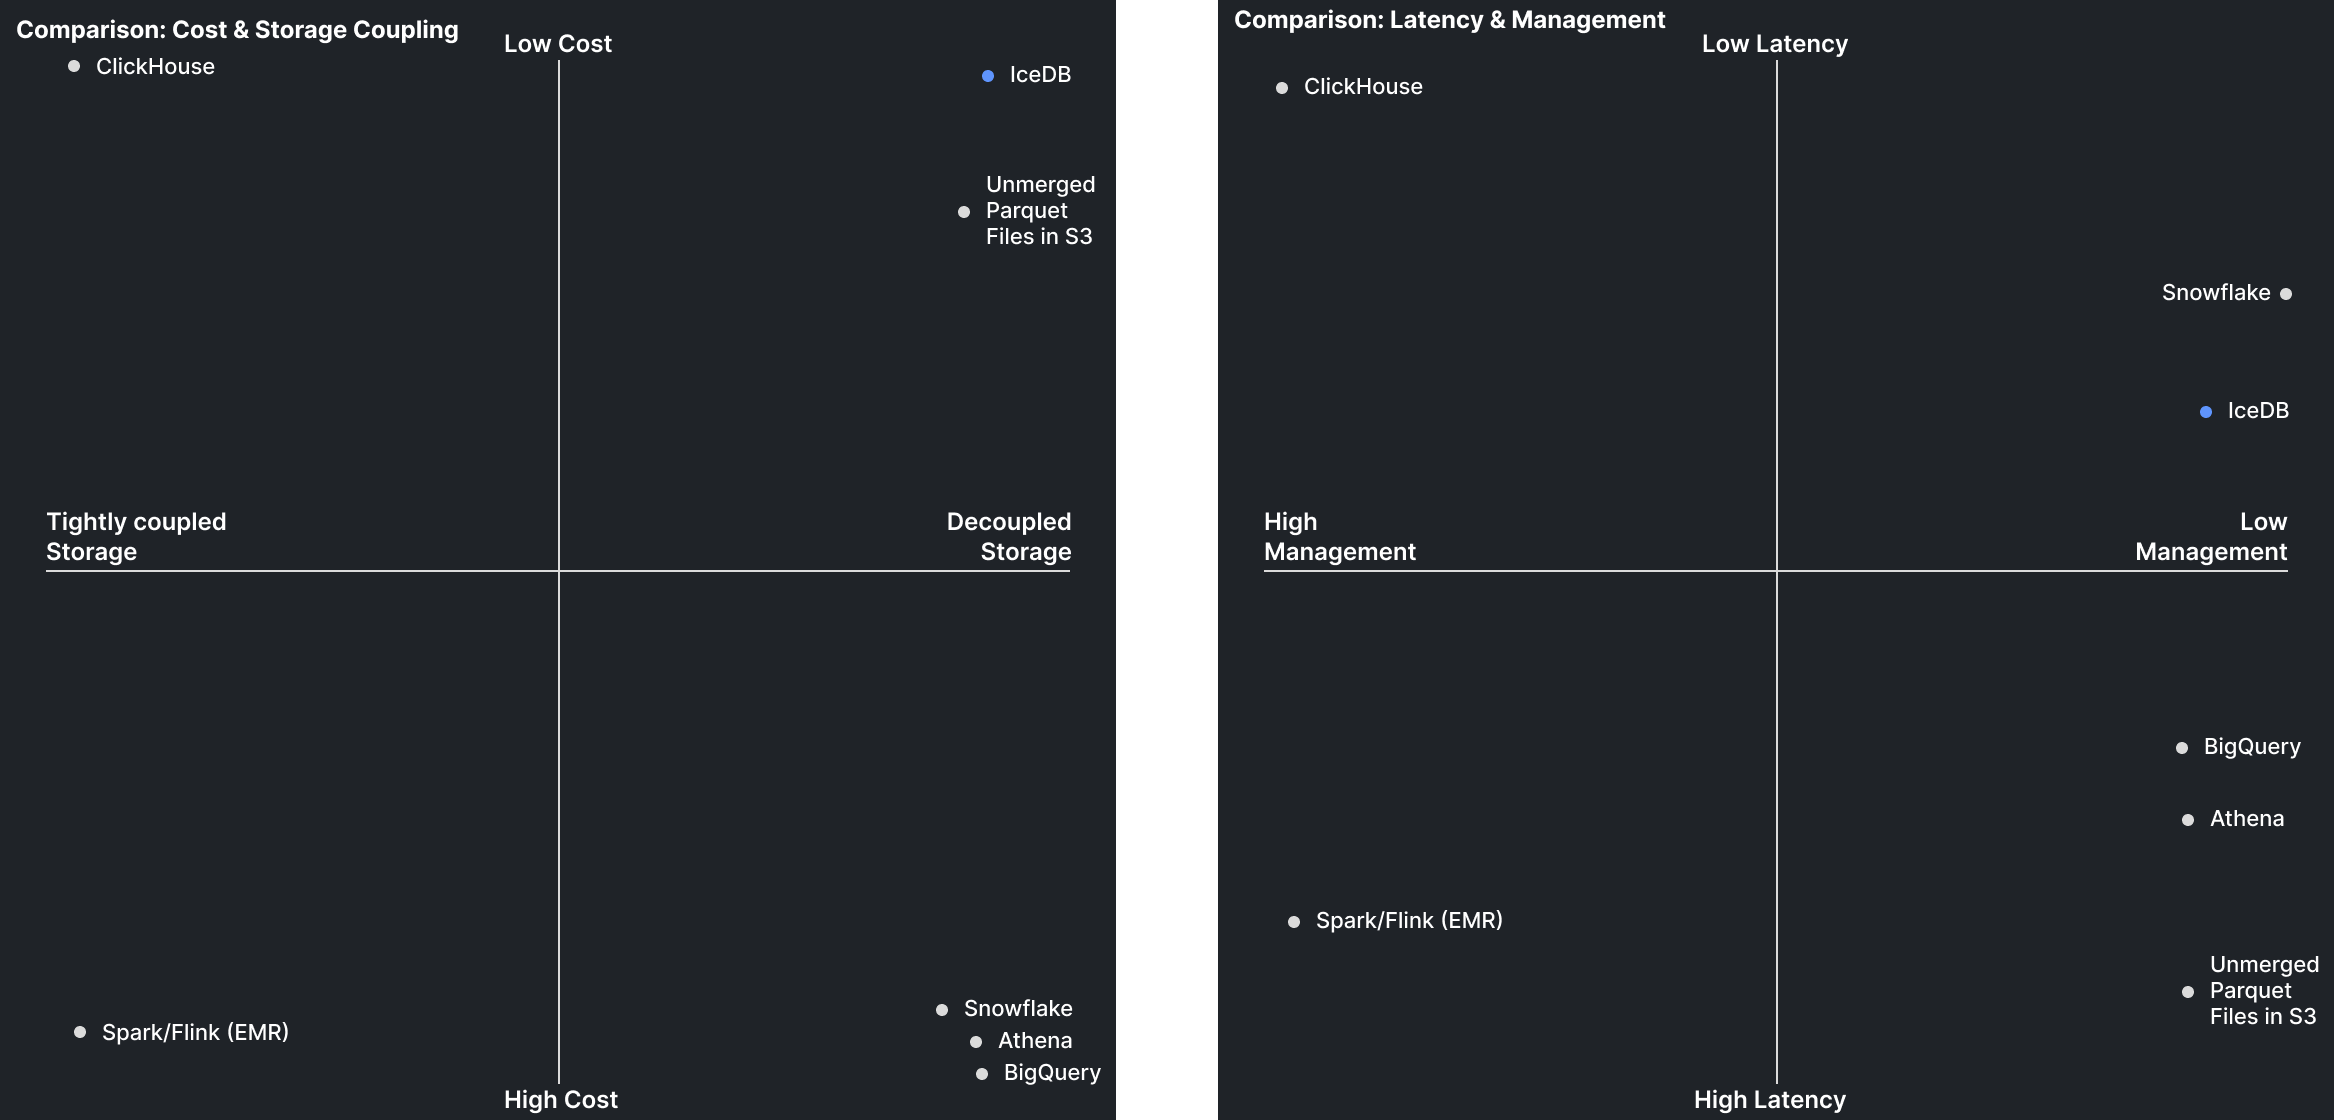 Comparison: Cost & Storage Coupling
Low Cost
ClickHouse
IceDB
Unmerged
Parquet
Files in S3
Tightly coupled
Storage
Decoupled
Storage
Snowflake
Spark/Flink (EMR)
Athena
BigQuery
High Cost
Comparison: Latency & Management
Low Latency
ClickHouse
Snowflake
IceDB
High
Management
Low
Management
BigQuery
Athena
Spark/Flink (EMR)
Unmerged
Parquet
Files in S3
High Latency